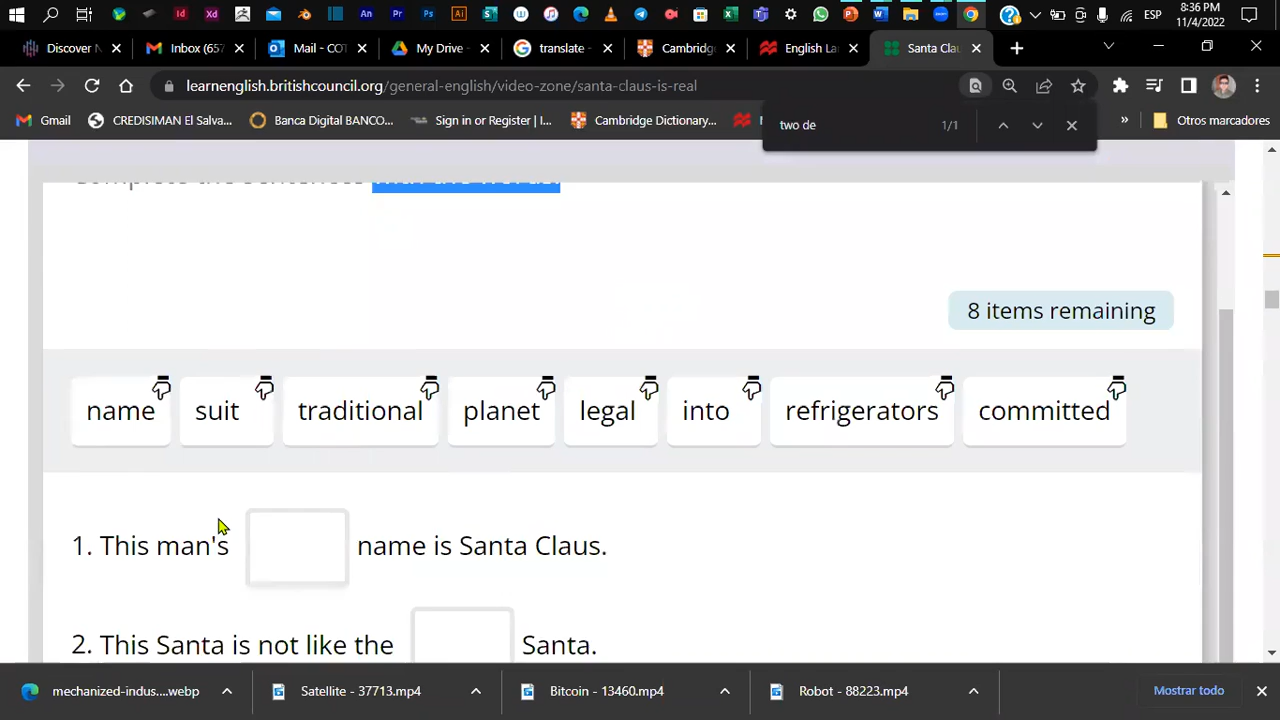 8:36 PM
ESP
11/4/2022
Discover N
Inbox (657
Mail - COT
My Drive -
translate -
Cambridge
English Lan
Santa Clau
learnenglish.britishcouncil.org/general-english/video-zone/santa-claus-is-real
Gmail
CREDISIMAN El Salva...
Banca Digital BANCO...
Sign in or Register | I...
Cambridge Dictionary...
two de
1/1
»
Otros marcadores
8 items remaining
name
suit
traditional
planet
legal
into
refrigerators
committed
1. This man's
name is Santa Claus.
2. This Santa is not like the
Santa.
mechanized-indus....webp
Satellite - 37713.mp4
Bitcoin - 13460.mp4
Robot - 88223.mp4
Mostrar todo